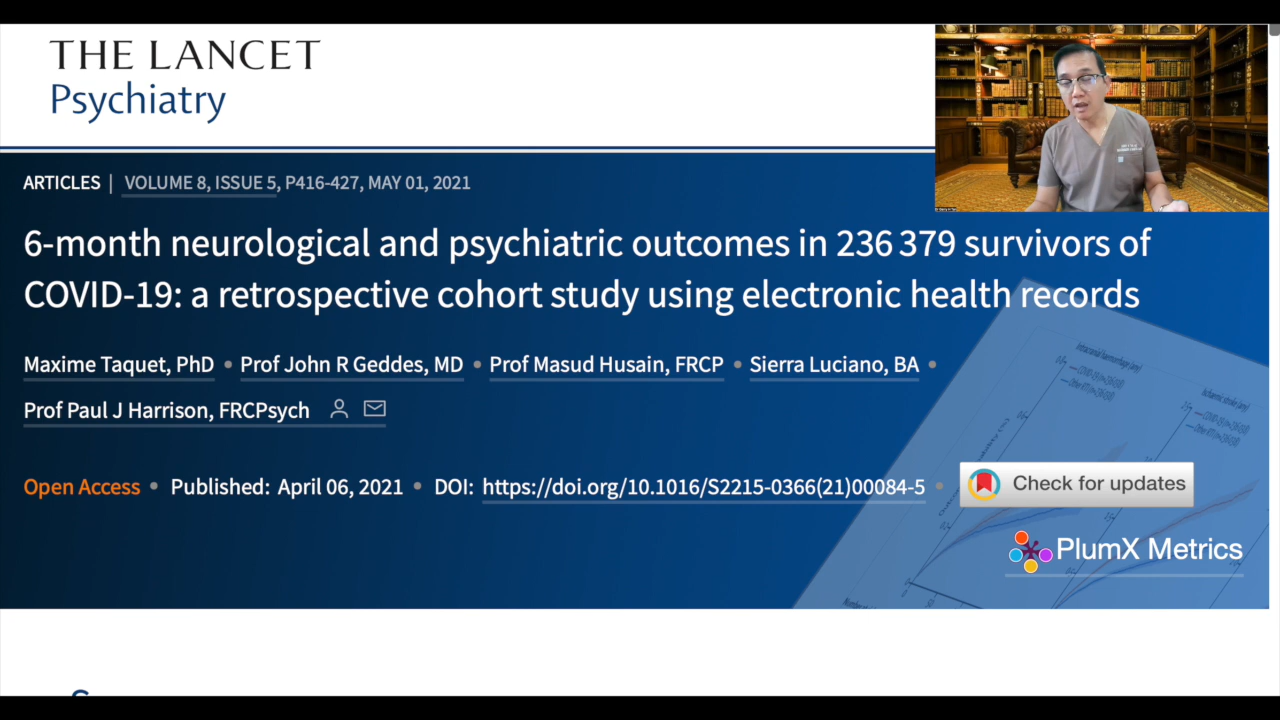 THE LANCET
Psychiatry
ARTICLES | VOLUME 8, ISSUE 5, P416-427, MAY 01, 2021
6-month neurological and psychiatric outcomes in 236 379 survivors of
COVID-19: a retrospective cohort study using electronic health records
Maxime Taquet, PhD • Prof John R Geddes, MD • Prof Masud Husain, FRCP • Sierra Luciano, BA •
Prof Paul J Harrison, FRCPsych
Open Access • Published: April 06, 2021 • DOI: https://doi.org/10.1016/S2215-0366(21)00084-5 •
Check for updates
PlumX Metrics